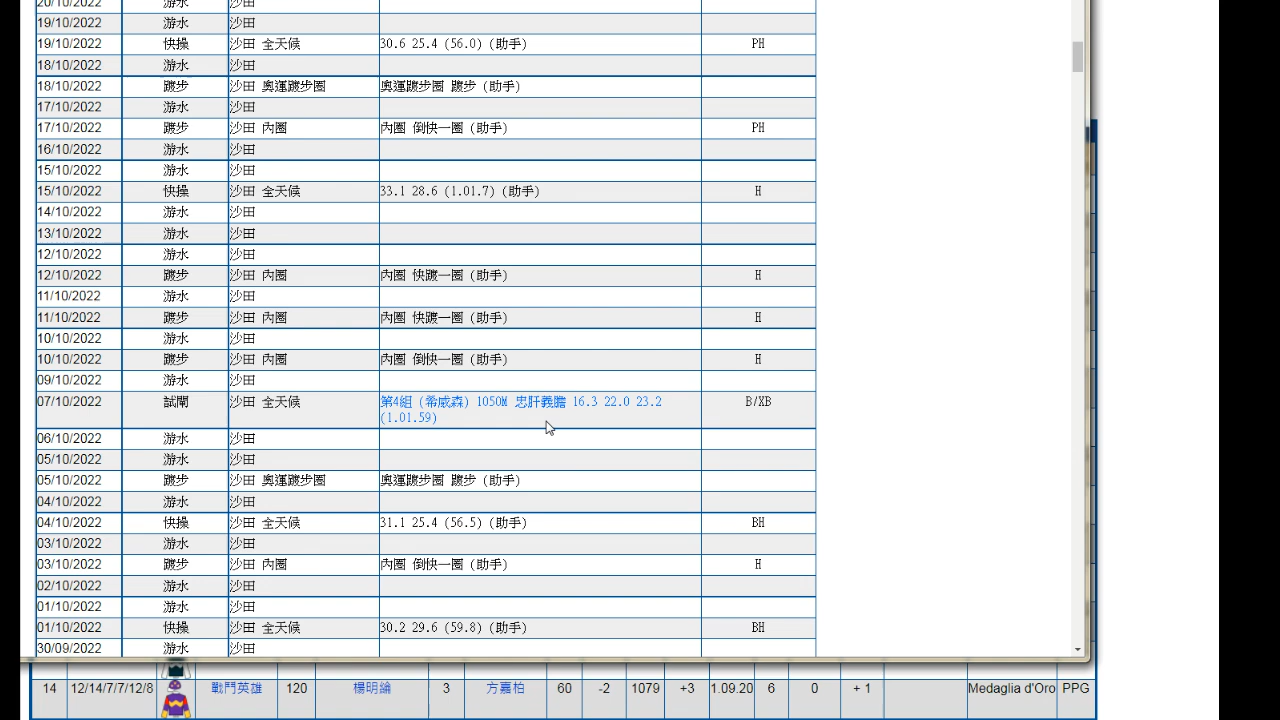 20/10/2022 游水 沙田
19/10/2022 游水 沙田
19/10/2022 快操 沙田 全天候 30.6 25.4 (56.0) (助手) PH
18/10/2022 游水 沙田
18/10/2022 踱步 沙田 奧運踱步圈 奧運踱步圈 踱步 (助手)
17/10/2022 游水 沙田
17/10/2022 踱步 沙田 內圈 內圈 倒快一圈 (助手) PH
16/10/2022 游水 沙田
15/10/2022 游水 沙田
15/10/2022 快操 沙田 全天候 33.1 28.6 (1.01.7) (助手) H
14/10/2022 游水 沙田
13/10/2022 游水 沙田
12/10/2022 游水 沙田
12/10/2022 踱步 沙田 內圈 內圈 快踱一圈 (助手) H
11/10/2022 游水 沙田
11/10/2022 踱步 沙田 內圈 內圈 快踱一圈 (助手) H
10/10/2022 游水 沙田
10/10/2022 踱步 沙田 內圈 內圈 倒快一圈 (助手) H
09/10/2022 游水 沙田
07/10/2022 試閘 沙田 全天候 第4組 (希威森) 1050M 忠肝義膽 16.3 22.0 23.2 B/XB
(1.01.59)
06/10/2022 游水 沙田
05/10/2022 游水 沙田
05/10/2022 踱步 沙田 奧運踱步圈 奧運踱步圈 踱步 (助手)
04/10/2022 游水 沙田
04/10/2022 快操 沙田 全天候 31.1 25.4 (56.5) (助手) BH
03/10/2022 游水 沙田
03/10/2022 踱步 沙田 內圈 內圈 倒快一圈 (助手) H
02/10/2022 游水 沙田
01/10/2022 游水 沙田
01/10/2022 快操 沙田 全天候 30.2 29.6 (59.8) (助手) BH
30/09/2022 游水 沙田
14 12/14/7/7/12/8 戰鬥英雄 120 楊明綸 3 方嘉柏 60 -2 1079 +3 1.09.20 6 0 + 1 Medaglia d'Oro PPG